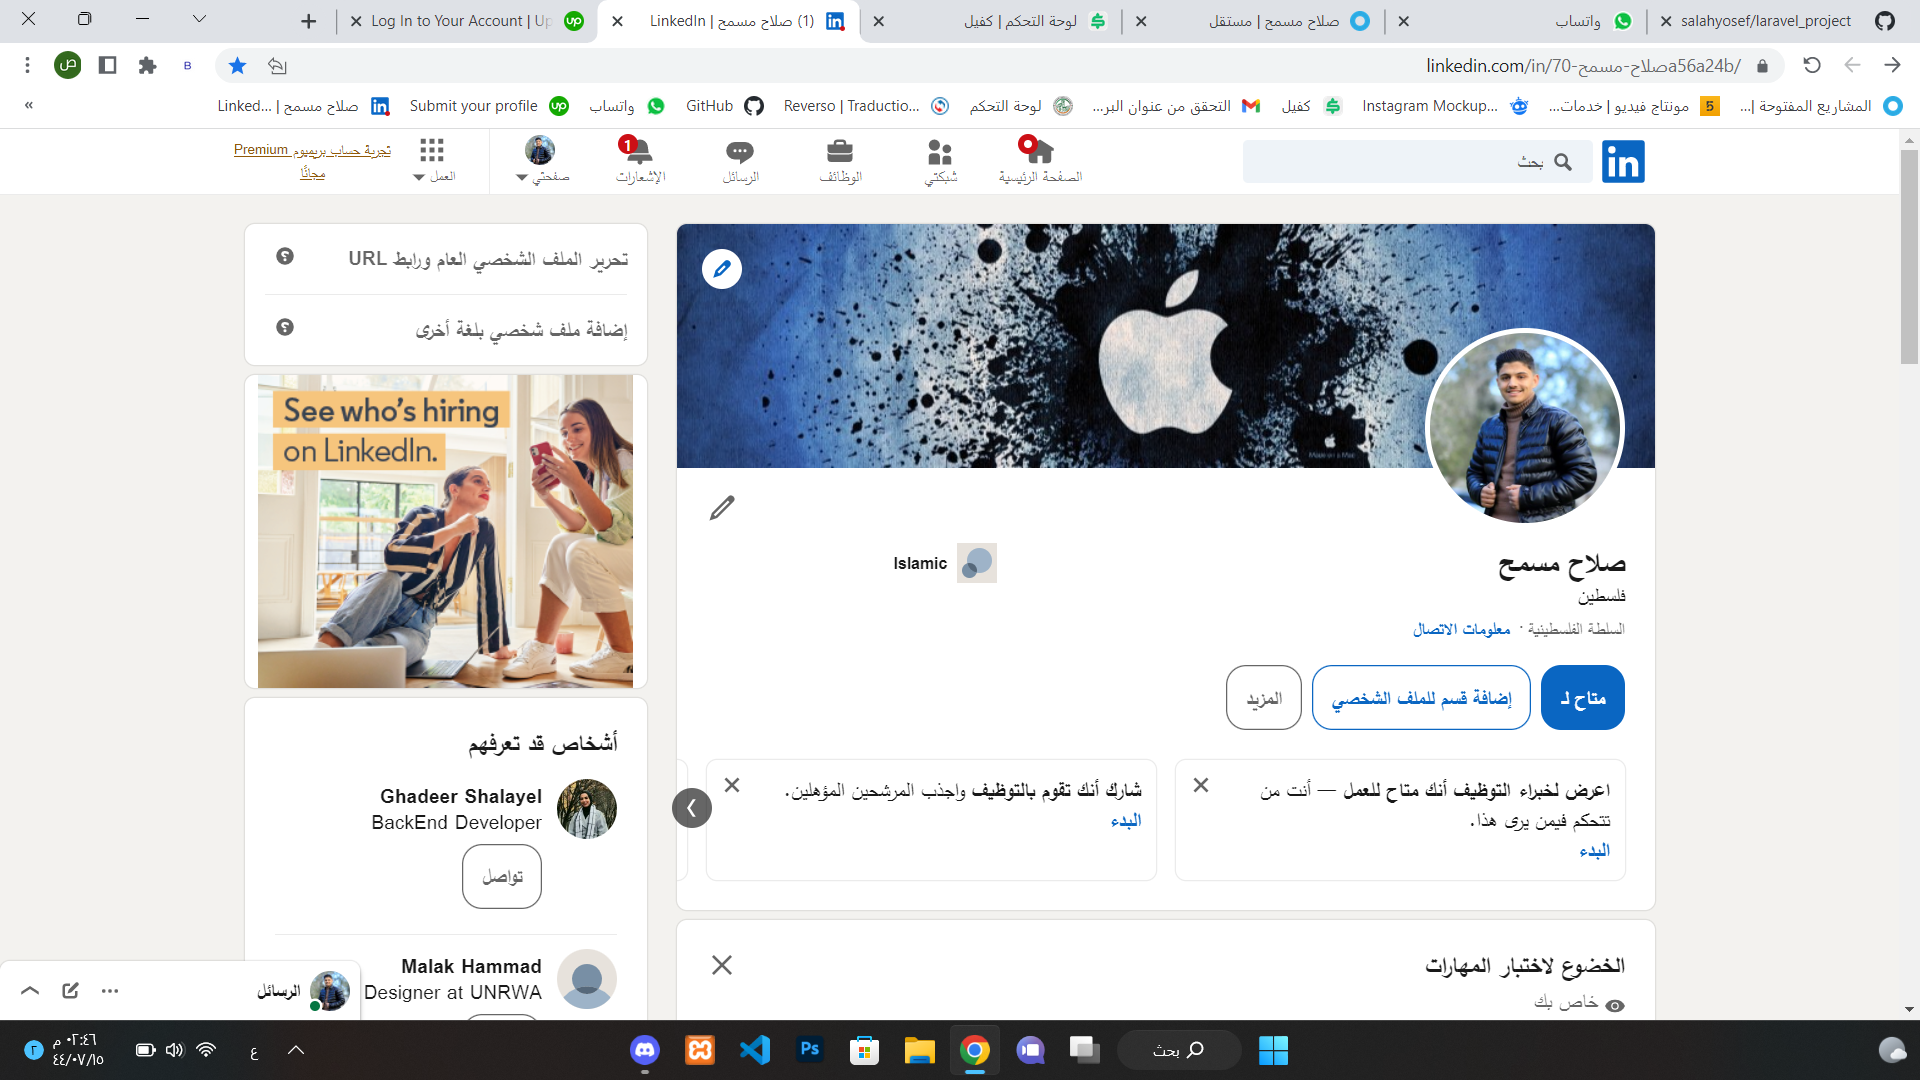 salahyosef/laravel_project
واتساب
صلاح مسمح | مستقل
لوحة التحكم | كفيل
(1) صلاح مسمح | LinkedIn
Log In to Your Account | Up
linkedin.com/in/صلاح-مسمح-70a56a24b/
ص
B
المشاريع المفتوحة |...
مونتاج فيديو | خدمات...
Instagram Mockup...
كفيل
التحقق من عنوان البر...
لوحة التحكم
Reverso | Traductio...
GitHub
واتساب
Submit your profile
صلاح مسمح | Linked...
»
in
بحث
الصفحة الرئيسية
شبكتي
الوظائف
الرسائل
1
الإشعارات
صفحتي
العمل
تجربة حساب بريميوم Premium
مجانًا
صلاح مسمح
فلسطين
السلطة الفلسطينية · معلومات الاتصال
Islamic
متاح لـ
إضافة قسم للملف الشخصي
المزيد
اعرض لخبراء التوظيف أنك متاح للعمل — أنت من
تتحكم فيمن يرى هذا.
البدء
شارك أنك تقوم بالتوظيف واجذب المرشحين المؤهلين.
البدء
الخضوع لاختبار المهارات
خاص بك
تحرير الملف الشخصي العام ورابط URL
إضافة ملف شخصي بلغة أخرى
See who's hiring
on LinkedIn.
أشخاص قد تعرفهم
Ghadeer Shalayel
BackEnd Developer
تواصل
Malak Hammad
Designer at UNRWA
الرسائل
بحث
Ps
ع
٠٢:٤٦ م
٤٤/٠٧/١٥
٢